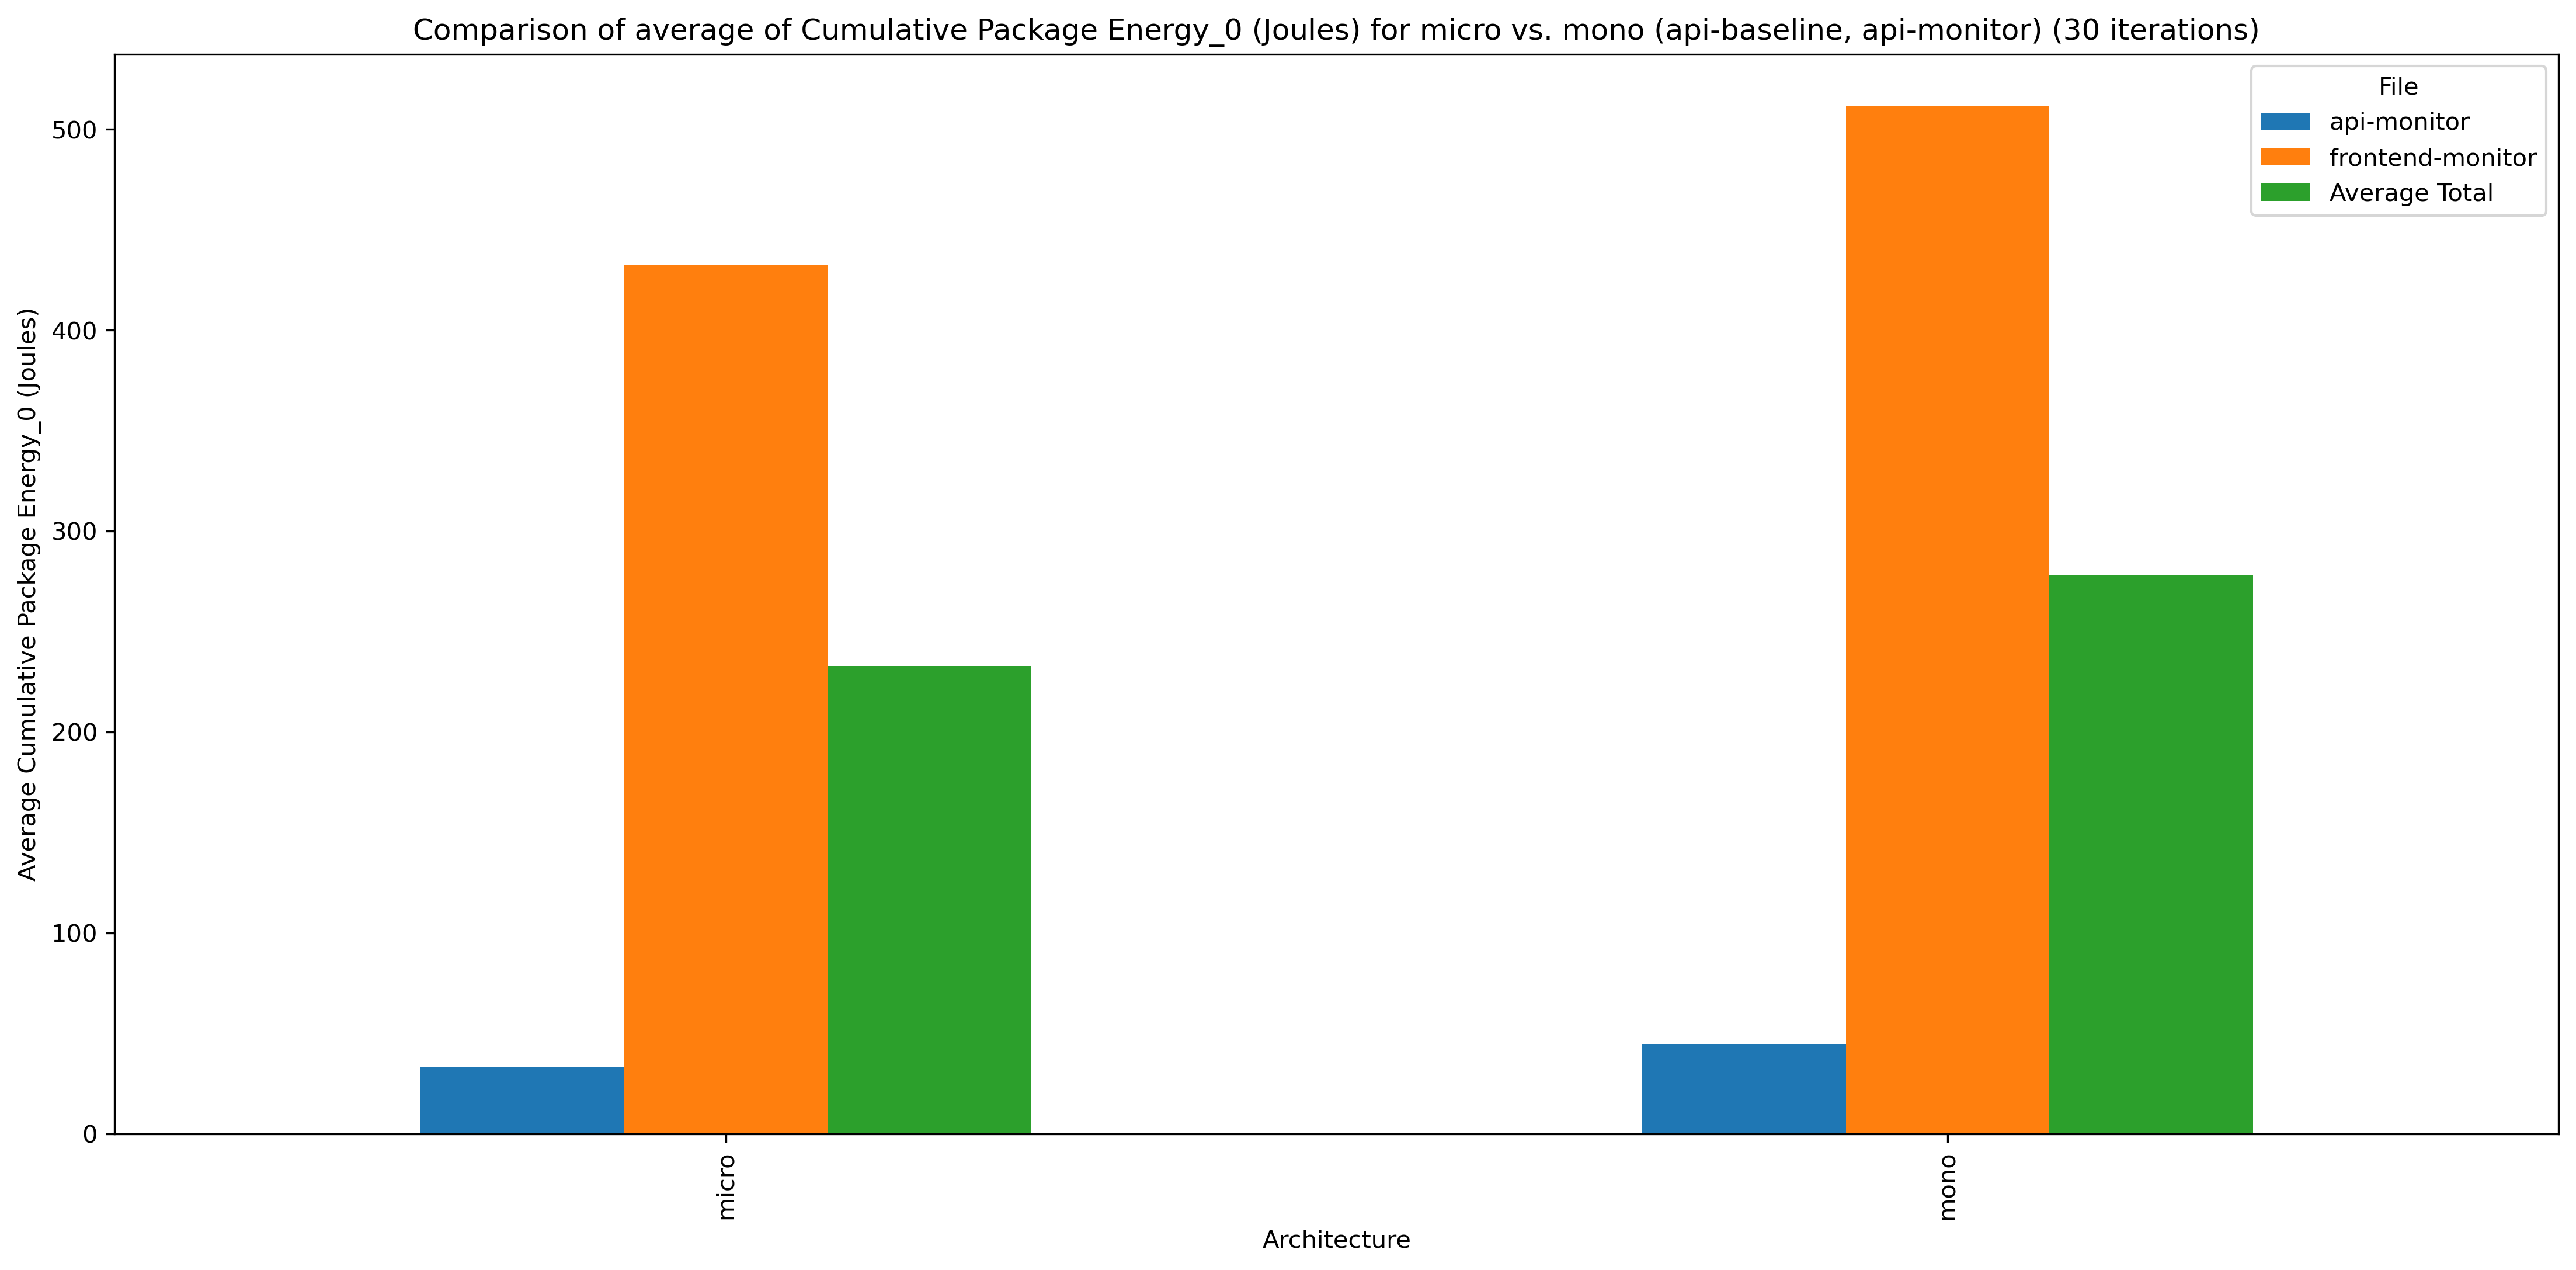 Comparison of average of Cumulative Package Energy_0 (Joules) for micro vs. mono (api-baseline, api-monitor) (30 iterations)
File
api-monitor
frontend-monitor
Average Total
Average Cumulative Package Energy_0 (Joules)
500
400
300
200
100
0
micro
mono
Architecture